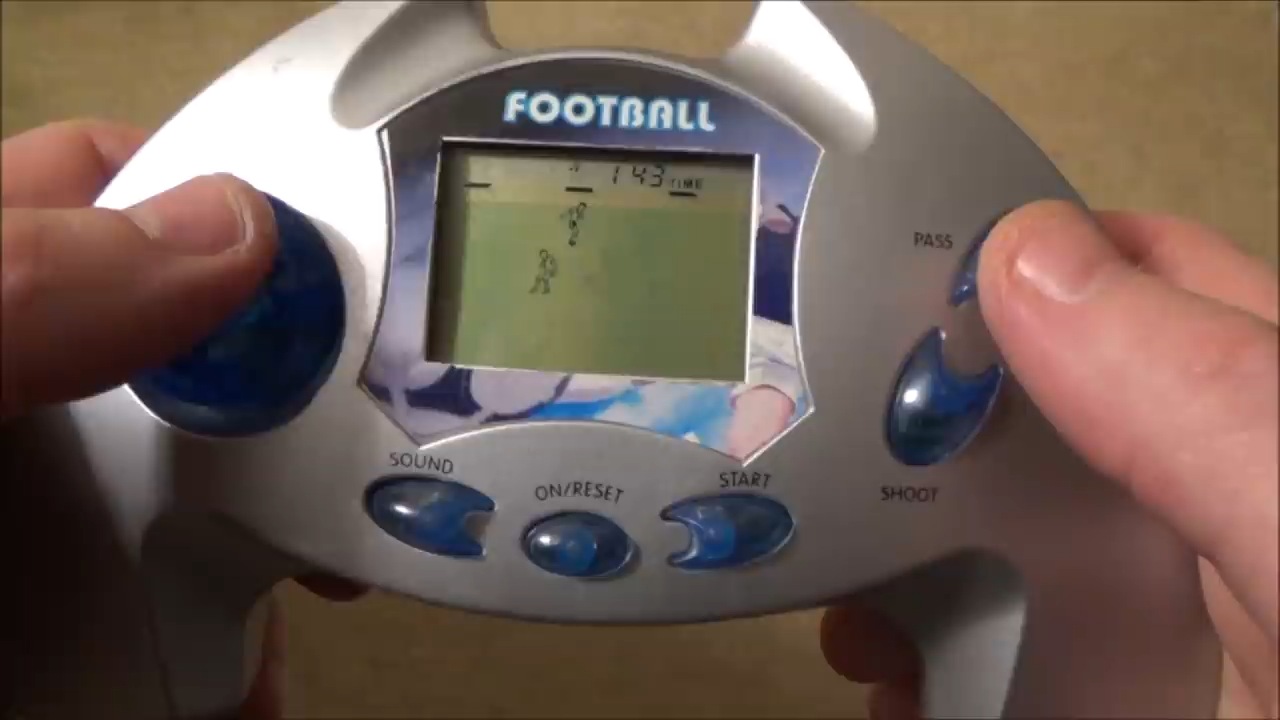 FOOTBALL
143 TIME
PASS
SHOOT
SOUND
ON/RESET
START